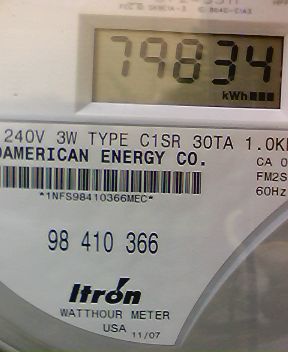 79834
kWh
240V 3W TYPE C1SR 30TA 1.0K
OAMERICAN ENERGY CO.
CA 0
FM2S
60Hz
*1NFS98410366MEC*
98 410 366
Itron
WATTHOUR METER
USA 11/07